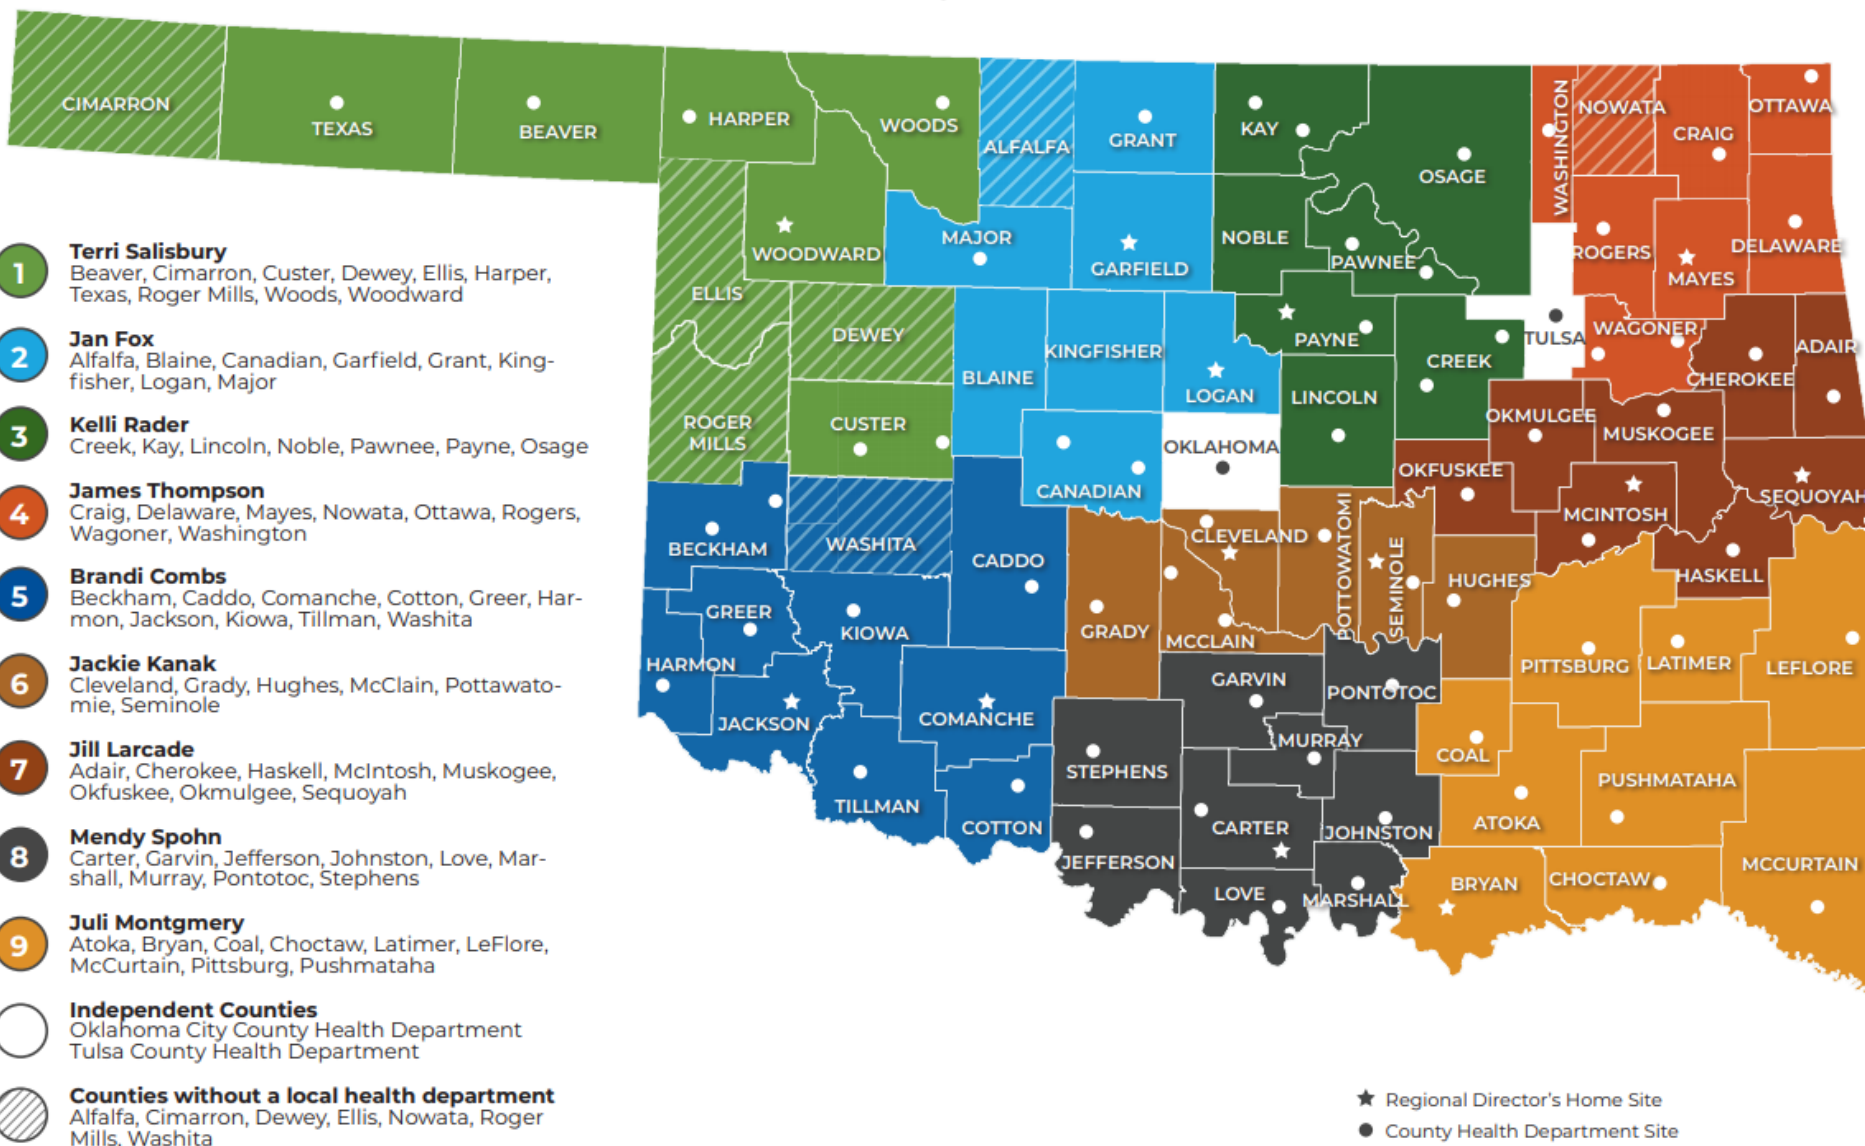 CIMARRON
TEXAS
BEAVER
HARPER
WOODS
ALFALFA
GRANT
KAY
OSAGE
WASHINGTON
NOWATA
CRAIG
OTTAWA
ELLIS
WOODWARD
MAJOR
GARFIELD
NOBLE
PAWNEE
ROGERS
MAYES
DELAWARE
DEWEY
BLAINE
KINGFISHER
LOGAN
PAYNE
LINCOLN
CREEK
TULSA
WAGONER
CHEROKEE
ADAIR
ROGER
MILLS
CUSTER
CANADIAN
OKLAHOMA
OKMULGEE
MUSKOGEE
OKFUSKEE
MCINTOSH
SEQUOYAH
BECKHAM
WASHITA
CADDO
GRADY
CLEVELAND
MCCLAIN
POTTOWATOMI
SEMINOLE
HUGHES
HASKELL
GREER
HARMON
KIOWA
JACKSON
COMANCHE
TILLMAN
COTTON
GARVIN
PONTOTOC
MURRAY
STEPHENS
CARTER
JOHNSTON
JEFFERSON
LOVE
MARSHALL
PITTSBURG
LATIMER
LEFLORE
COAL
ATOKA
PUSHMATAHA
BRYAN
CHOCTAW
MCCURTAIN
1
Terri Salisbury
Beaver, Cimarron, Custer, Dewey, Ellis, Harper,
Texas, Roger Mills, Woods, Woodward
2
Jan Fox
Alfalfa, Blaine, Canadian, Garfield, Grant, King-
fisher, Logan, Major
3
Kelli Rader
Creek, Kay, Lincoln, Noble, Pawnee, Payne, Osage
4
James Thompson
Craig, Delaware, Mayes, Nowata, Ottawa, Rogers,
Wagoner, Washington
5
Brandi Combs
Beckham, Caddo, Comanche, Cotton, Greer, Har-
mon, Jackson, Kiowa, Tillman, Washita
6
Jackie Kanak
Cleveland, Grady, Hughes, McClain, Pottawato-
mie, Seminole
7
Jill Larcade
Adair, Cherokee, Haskell, McIntosh, Muskogee,
Okfuskee, Okmulgee, Sequoyah
8
Mendy Spohn
Carter, Garvin, Jefferson, Johnston, Love, Mar-
shall, Murray, Pontotoc, Stephens
9
Juli Montgmery
Atoka, Bryan, Coal, Choctaw, Latimer, LeFlore,
McCurtain, Pittsburg, Pushmataha
Independent Counties
Oklahoma City County Health Department
Tulsa County Health Department
Counties without a local health department
Alfalfa, Cimarron, Dewey, Ellis, Nowata, Roger
Mills, Washita
Regional Director's Home Site
County Health Department Site